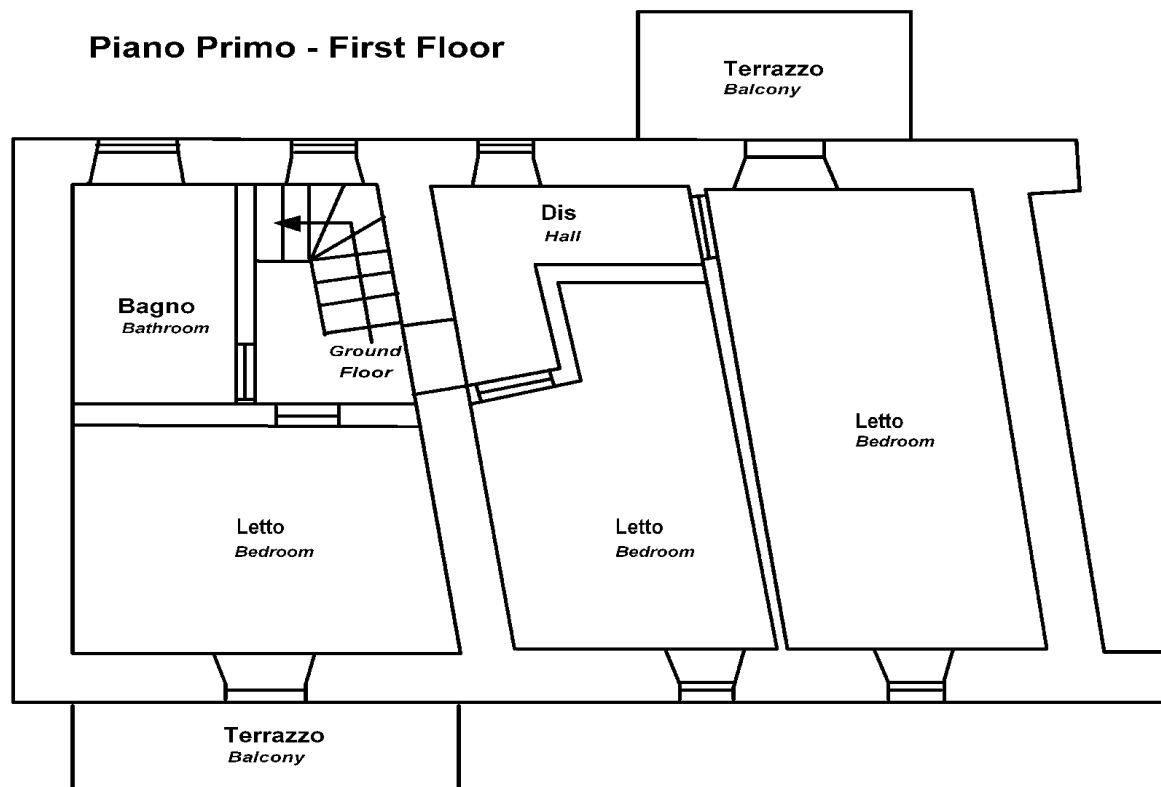 Piano Primo - First Floor
Terrazzo
Balcony
Dis
Hall
Bagno
Bathroom
Ground
Floor
Letto
Bedroom
Letto
Bedroom
Letto
Bedroom
Terrazzo
Balcony